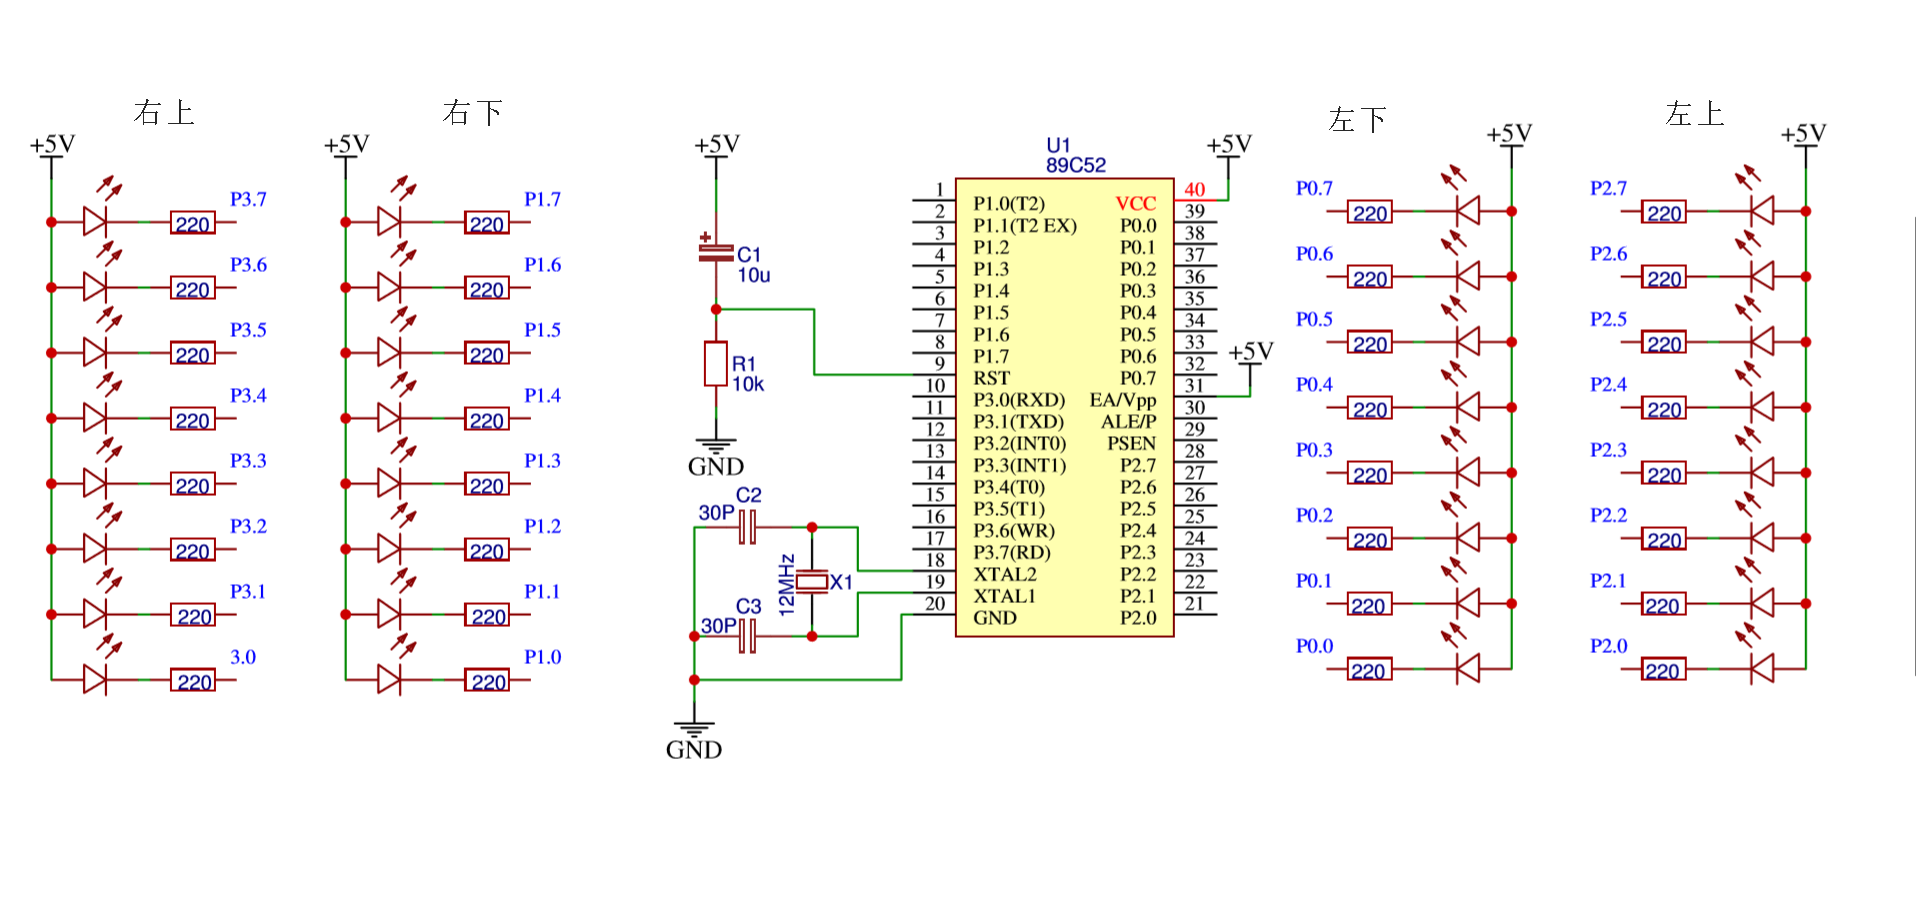 右上
+5V
P3.7
220
P3.6
220
P3.5
220
P3.4
220
P3.3
220
P3.2
220
P3.1
220
3.0
220
右下
+5V
P1.7
220
P1.6
220
P1.5
220
P1.4
220
P1.3
220
P1.2
220
P1.1
220
P1.0
220
+5V
+
C1
10u
R1
10k
GND
C2
30P
12MHz
X1
C3
30P
GND
U1
89C52
+5V
1 P1.0(T2)
2 P1.1(T2 EX)
3 P1.2
4 P1.3
5 P1.4
6 P1.5
7 P1.6
8 P1.7
9 RST
10 P3.0(RXD)
11 P3.1(TXD)
12 P3.2(INT0)
13 P3.3(INT1)
14 P3.4(T0)
15 P3.5(T1)
16 P3.6(WR)
17 P3.7(RD)
18 XTAL2
19 XTAL1
20 GND
VCC 40
P0.0 39
P0.1 38
P0.2 37
P0.3 36
P0.4 35
P0.5 34
P0.6 33
P0.7 32
EA/Vpp 31
ALE/P 30
PSEN 29
P2.7 28
P2.6 27
P2.5 26
P2.4 25
P2.3 24
P2.2 23
P2.1 22
P2.0 21
+5V
左下
+5V
P0.7
220
P0.6
220
P0.5
220
P0.4
220
P0.3
220
P0.2
220
P0.1
220
P0.0
220
左上
+5V
P2.7
220
P2.6
220
P2.5
220
P2.4
220
P2.3
220
P2.2
220
P2.1
220
P2.0
220